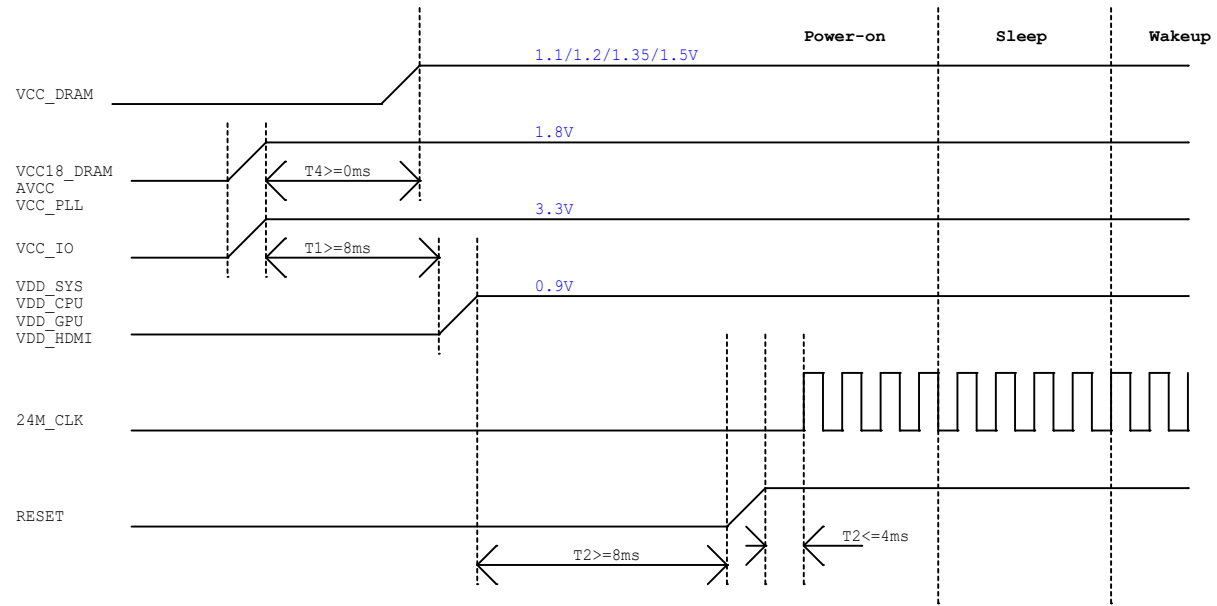 Power-on Sleep Wakeup
1.1/1.2/1.35/1.5V
VCC_DRAM
1.8V
VCC18_DRAM
T4>=0ms
AVCC
VCC_PLL
3.3V
VCC_IO
T1>=8ms
VDD_SYS
0.9V
VDD_CPU
VDD_GPU
VDD_HDMI
24M_CLK
RESET
T2<=4ms
T2>=8ms